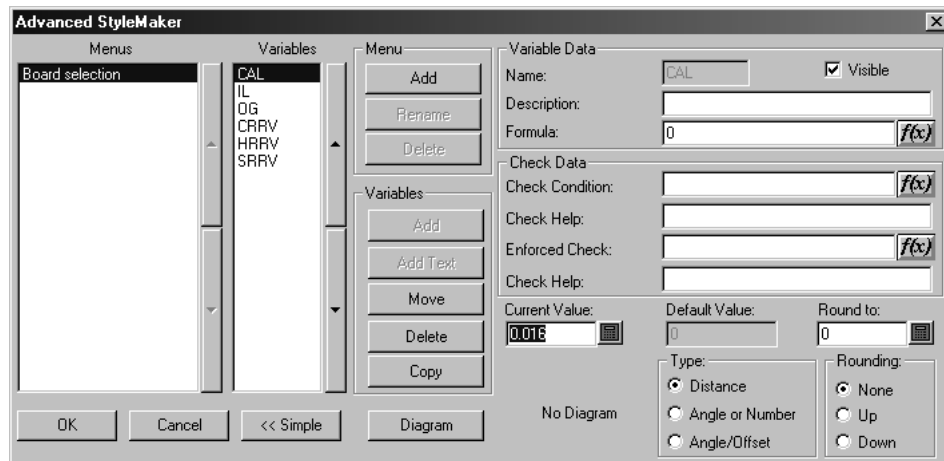 Advanced StyleMaker
Menus
Board selection
Variables
CAL
IL
OG
CRRV
HRRV
SRRV
Menu
Add
Rename
Delete
Variables
Add
Add Text
Move
Delete
Copy
Variable Data
Name: CAL Visible
Description:
Formula: 0 f(x)
Check Data
Check Condition: f(x)
Check Help:
Enforced Check: f(x)
Check Help:
Current Value: Default Value: Round to:
0.016 0 0
No Diagram
Type:
Distance
Angle or Number
Angle/Offset
Rounding:
None
Up
Down
OK Cancel << Simple Diagram